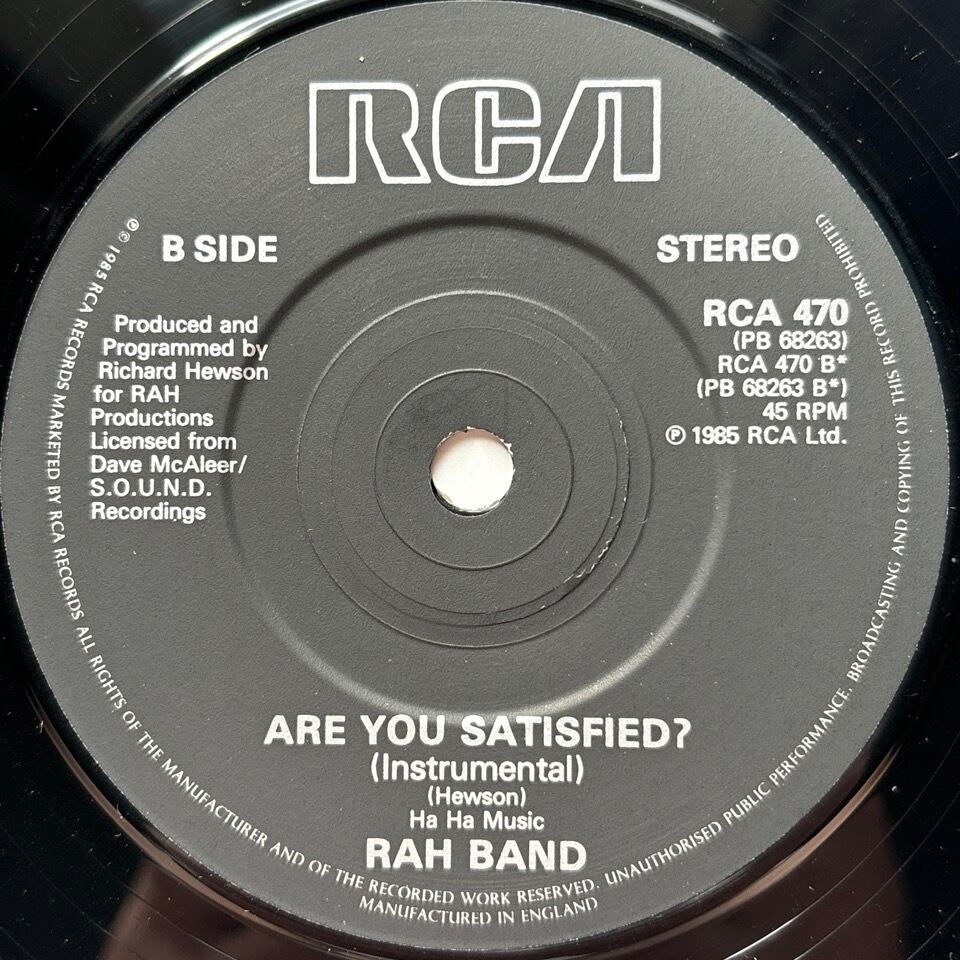 RCA
B SIDE
STEREO
Produced and
Programmed by
Richard Hewson
for RAH
Productions
Licensed from
Dave McAleer/
S.O.U.N.D.
Recordings
RCA 470
(PB 68263)
RCA 470 B*
(PB 68263 B*)
45 RPM
℗ 1985 RCA Ltd.
ARE YOU SATISFIED?
(Instrumental)
(Hewson)
Ha Ha Music
RAH BAND
1985 RCA RECORDS MARKETED BY RCA RECORDS ALL RIGHTS OF THE MANUFACTURER AND OF THE RECORDED WORK RESERVED. UNAUTHORISED PUBLIC PERFORMANCE, BROADCASTING AND COPYING OF THIS RECORD PROHIBITED
MANUFACTURED IN ENGLAND